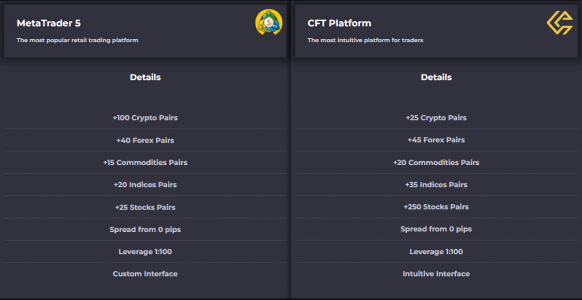 MetaTrader 5
The most popular retail trading platform
Details
+100 Crypto Pairs
+40 Forex Pairs
+15 Commodities Pairs
+20 Indices Pairs
+25 Stocks Pairs
Spread from 0 pips
Leverage 1:100
Custom Interface
CFT Platform
The most intuitive platform for traders
Details
+25 Crypto Pairs
+45 Forex Pairs
+20 Commodities Pairs
+35 Indices Pairs
+250 Stocks Pairs
Spread from 0 pips
Leverage 1:100
Intuitive Interface